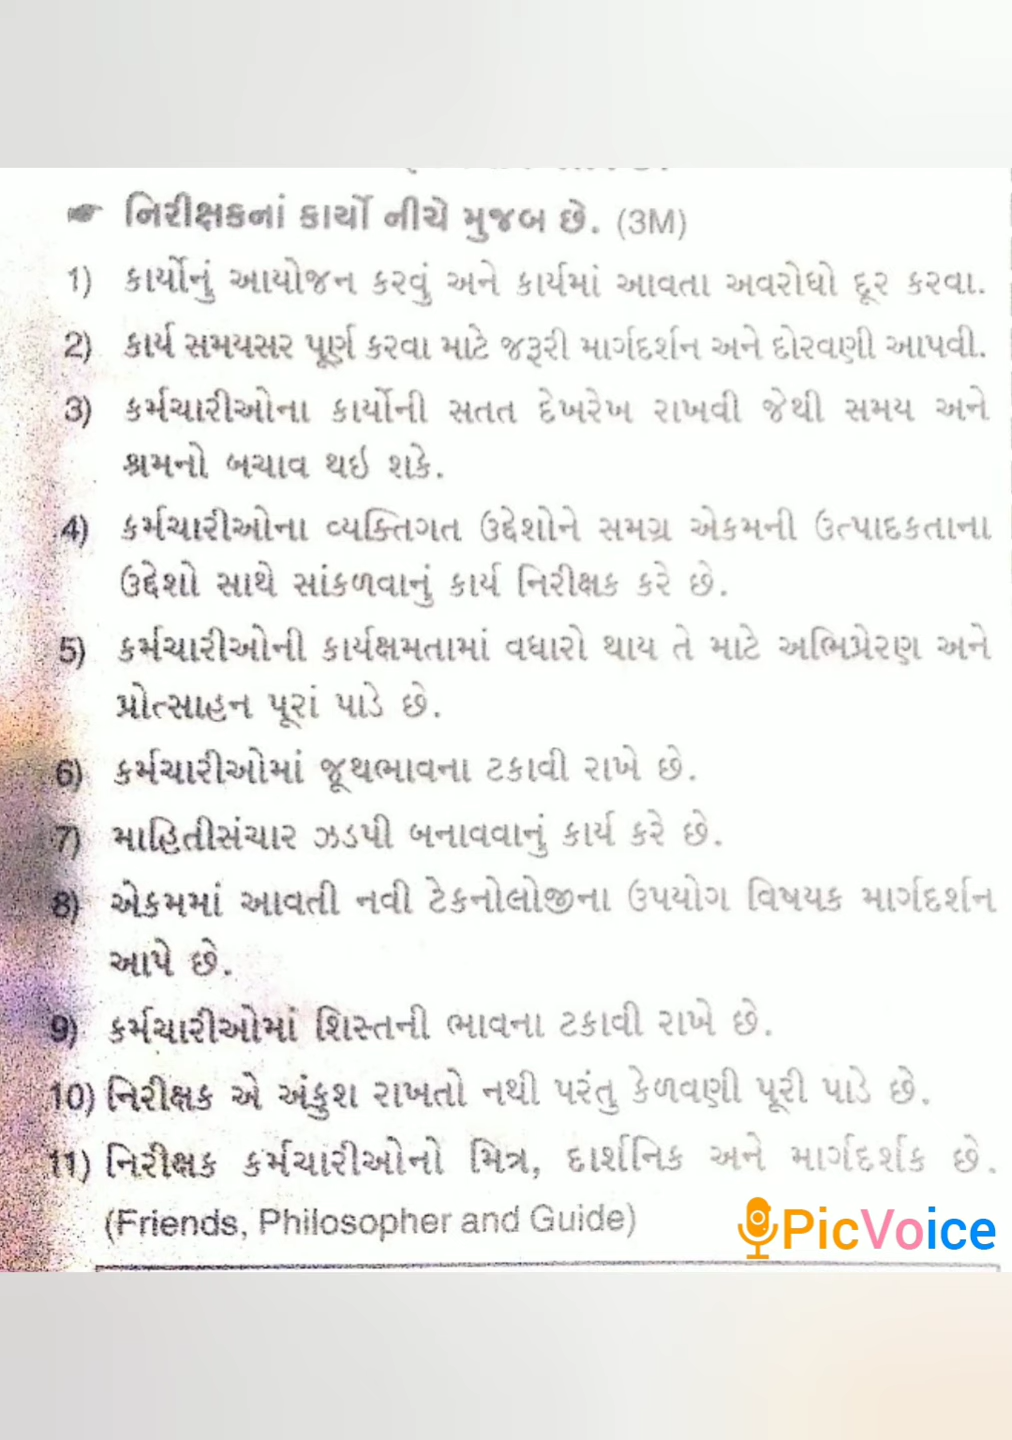 ☛ નિરીક્ષકનાં કાર્યો નીચે મુજબ છે. (3M)
1) કાર્યોનું આયોજન કરવું અને કાર્યમાં આવતા અવરોધો દૂર કરવા.
2) કાર્ય સમયસર પૂર્ણ કરવા માટે જરૂરી માર્ગદર્શન અને દોરવણી આપવી.
3) કર્મચારીઓના કાર્યોની સતત દેખરેખ રાખવી જેથી સમય અને
શ્રમનો બચાવ થઇ શકે.
4) કર્મચારીઓના વ્યક્તિગત ઉદ્દેશોને સમગ્ર એકમની ઉત્પાદકતાના
ઉદ્દેશો સાથે સાંકળવાનું કાર્ય નિરીક્ષક કરે છે.
5) કર્મચારીઓની કાર્યક્ષમતામાં વધારો થાય તે માટે અભિપ્રેરણ અને
પ્રોત્સાહન પૂરાં પાડે છે.
6) કર્મચારીઓમાં જૂથભાવના ટકાવી રાખે છે.
7) માહિતીસંચાર ઝડપી બનાવવાનું કાર્ય કરે છે.
8) એકમમાં આવતી નવી ટેકનોલોજીના ઉપયોગ વિષયક માર્ગદર્શન
આપે છે.
9) કર્મચારીઓમાં શિસ્તની ભાવના ટકાવી રાખે છે.
10) નિરીક્ષક એ અંકુશ રાખતો નથી પરંતુ કેળવણી પૂરી પાડે છે.
11) નિરીક્ષક કર્મચારીઓનો મિત્ર, દાર્શનિક અને માર્ગદર્શક છે.
(Friends, Philosopher and Guide)
PicVoice